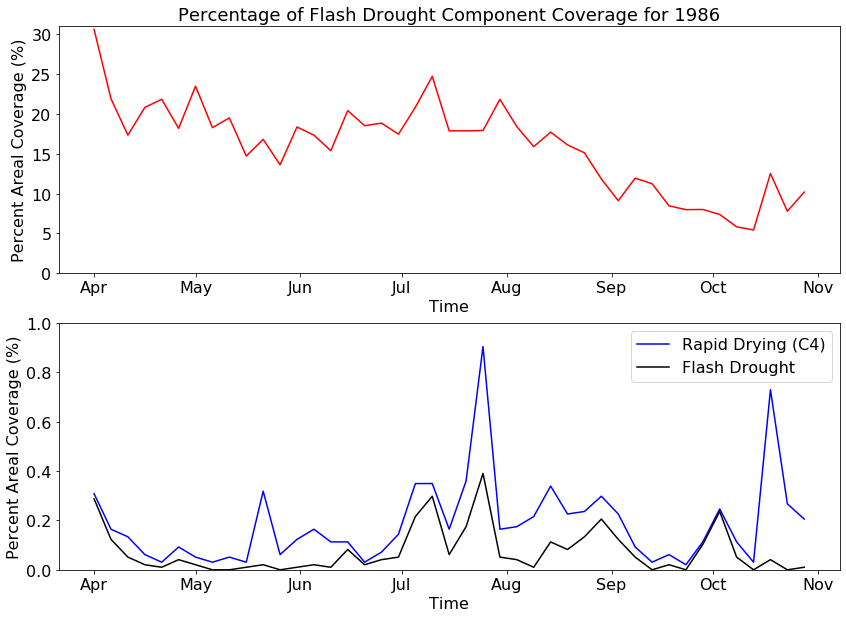 Percentage of Flash Drought Component Coverage for 1986
Percent Areal Coverage (%)
30
25
20
15
10
5
0
Apr May Jun Jul Aug Sep Oct Nov
Time
Percent Areal Coverage (%)
1.0
0.8
0.6
0.4
0.2
0.0
Rapid Drying (C4)
Flash Drought
Apr May Jun Jul Aug Sep Oct Nov
Time